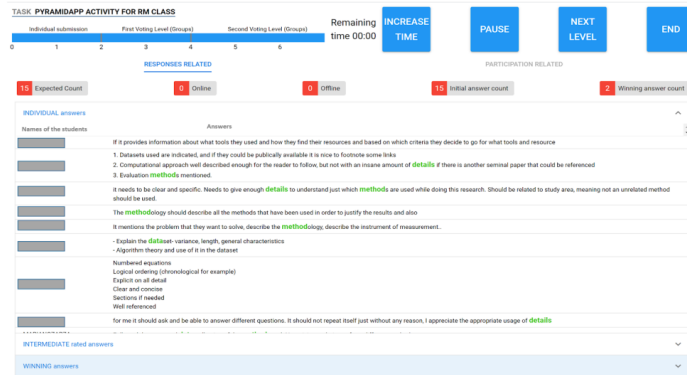 TASK PYRAMIDAPP ACTIVITY FOR RM CLASS
Individual submission First Voting Level (Groups) Second Voting Level (Groups)
0 1 2 3 4 5 6
Remaining time 00:00
INCREASE TIME
PAUSE
NEXT LEVEL
END
RESPONSES RELATED
PARTICIPATION RELATED
15 Expected Count
0 Online
0 Offline
15 Initial answer count
2 Winning answer count
INDIVIDUAL answers
Names of the students Answers
If it provides information about what tools they used and how they find their resources and based on which criteria they decide to go for what tools and resource
1. Datasets used are indicated, and if they could be publically available it is nice to footnote some links
2. Computational approach well described enough for the reader to follow, but not with an insane amount of details if there is another seminal paper that could be referenced
3. Evaluation methods mentioned.
it needs to be clear and specific. Needs to give enough details to understand just which methods are used while doing this research. Should be related to study area, meaning not an unrelated method
should be used.
The methodology should describe all the methods that have been used in order to justify the results and also
It mentions the problem that they want to solve, describe the methodology, describe the instrument of measurement..
- Explain the dataset- variance, length, general characteristics
- Algorithm theory and use of it in the dataset
Numbered equations
Logical ordering (chronological for example)
Explicit on all detail
Clear and concise
Sections if needed
Well referenced
for me it should ask and be able to answer different questions. It should not repeat itself just without any reason, I appreciate the appropriate usage of details
INTERMEDIATE rated answers
WINNING answers